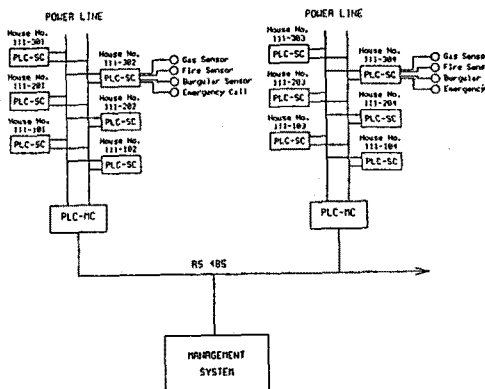 POWER LINE
House No.
111-301
PLC-SC
House No.
111-302
PLC-SC
Gas Sensor
Fire Sensor
Burgular Sensor
Emergency Call
House No.
111-201
PLC-SC
House No.
111-202
PLC-SC
House No.
111-101
PLC-SC
House No.
111-102
PLC-SC
PLC-MC
POWER LINE
House No.
111-303
PLC-SC
House No.
111-304
PLC-SC
Gas Senso
Fire Senso
Burgular
Emergency
House No.
111-203
PLC-SC
House No.
111-204
PLC-SC
House No.
111-103
PLC-SC
House No.
111-104
PLC-SC
PLC-MC
RS 485
MANAGEMENT
SYSTEM